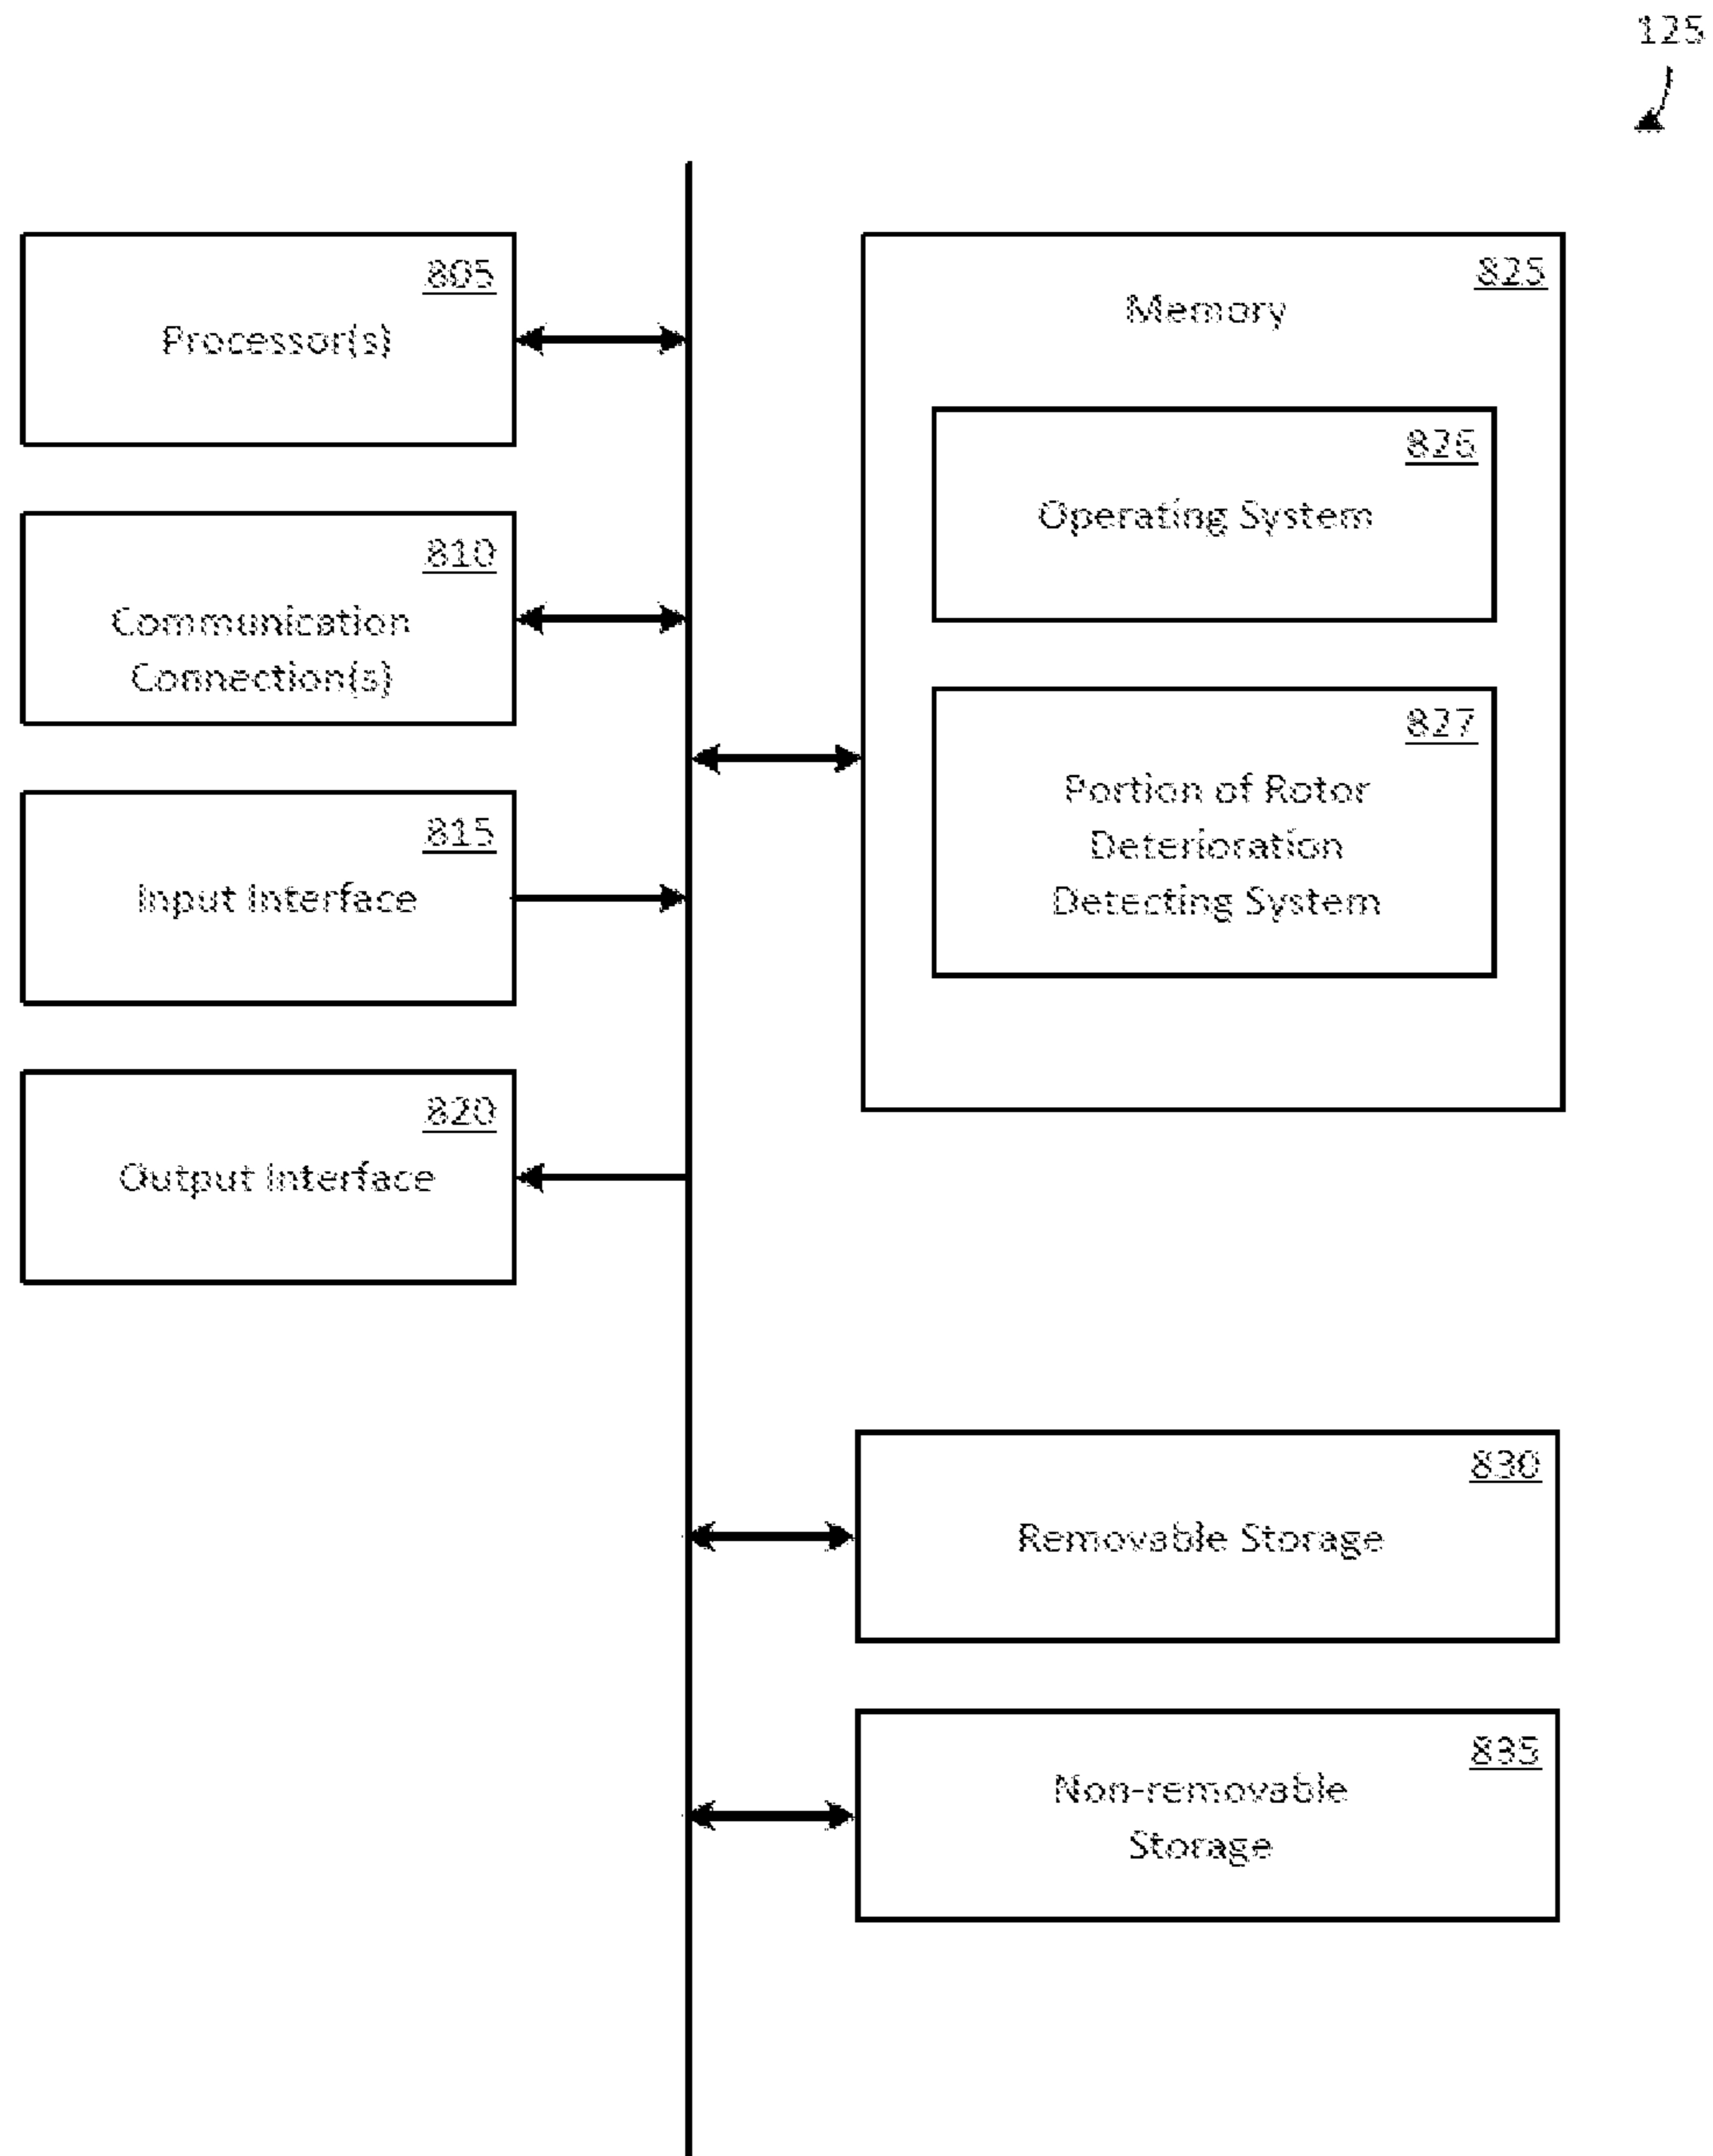 125
805
Processor(s)
810
Communication
Connection(s)
815
Input Interface
820
Output Interface
825
Memory
826
Operating System
827
Portion of Rotor
Deterioration
Detecting System
830
Removable Storage
835
Non-removable
Storage